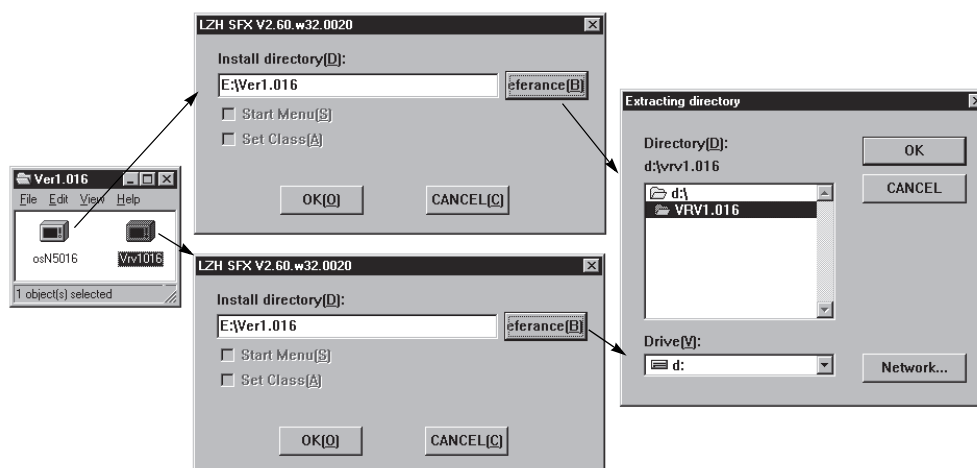 LZH SFX V2.60.w32.0020
Install directory(D):
E:\Ver1.016
eferance(B)
Start Menu(S)
Set Class(A)
OK(O)
CANCEL(C)
Ver1.016
File Edit View Help
osN5016
Vrv1016
1 object(s) selected
LZH SFX V2.60.w32.0020
Install directory(D):
E:\Ver1.016
eferance(B)
Start Menu(S)
Set Class(A)
OK(O)
CANCEL(C)
Extracting directory
Directory(D):
d:\vrv1.016
d:\
VRV1.016
OK
CANCEL
Drive(V):
d:
Network...